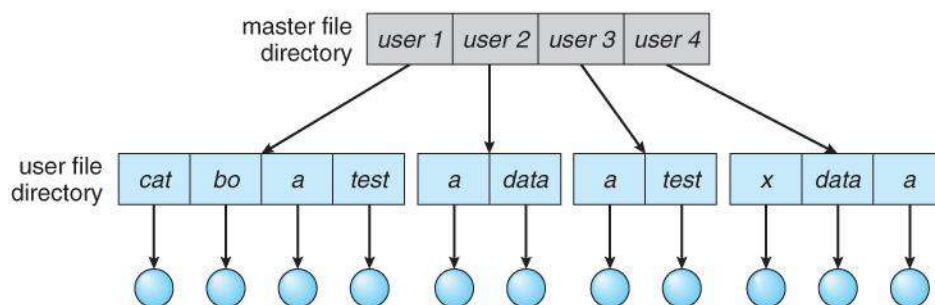 master file
directory
user 1 user 2 user 3 user 4
user file
directory
cat bo a test a data a test x data a